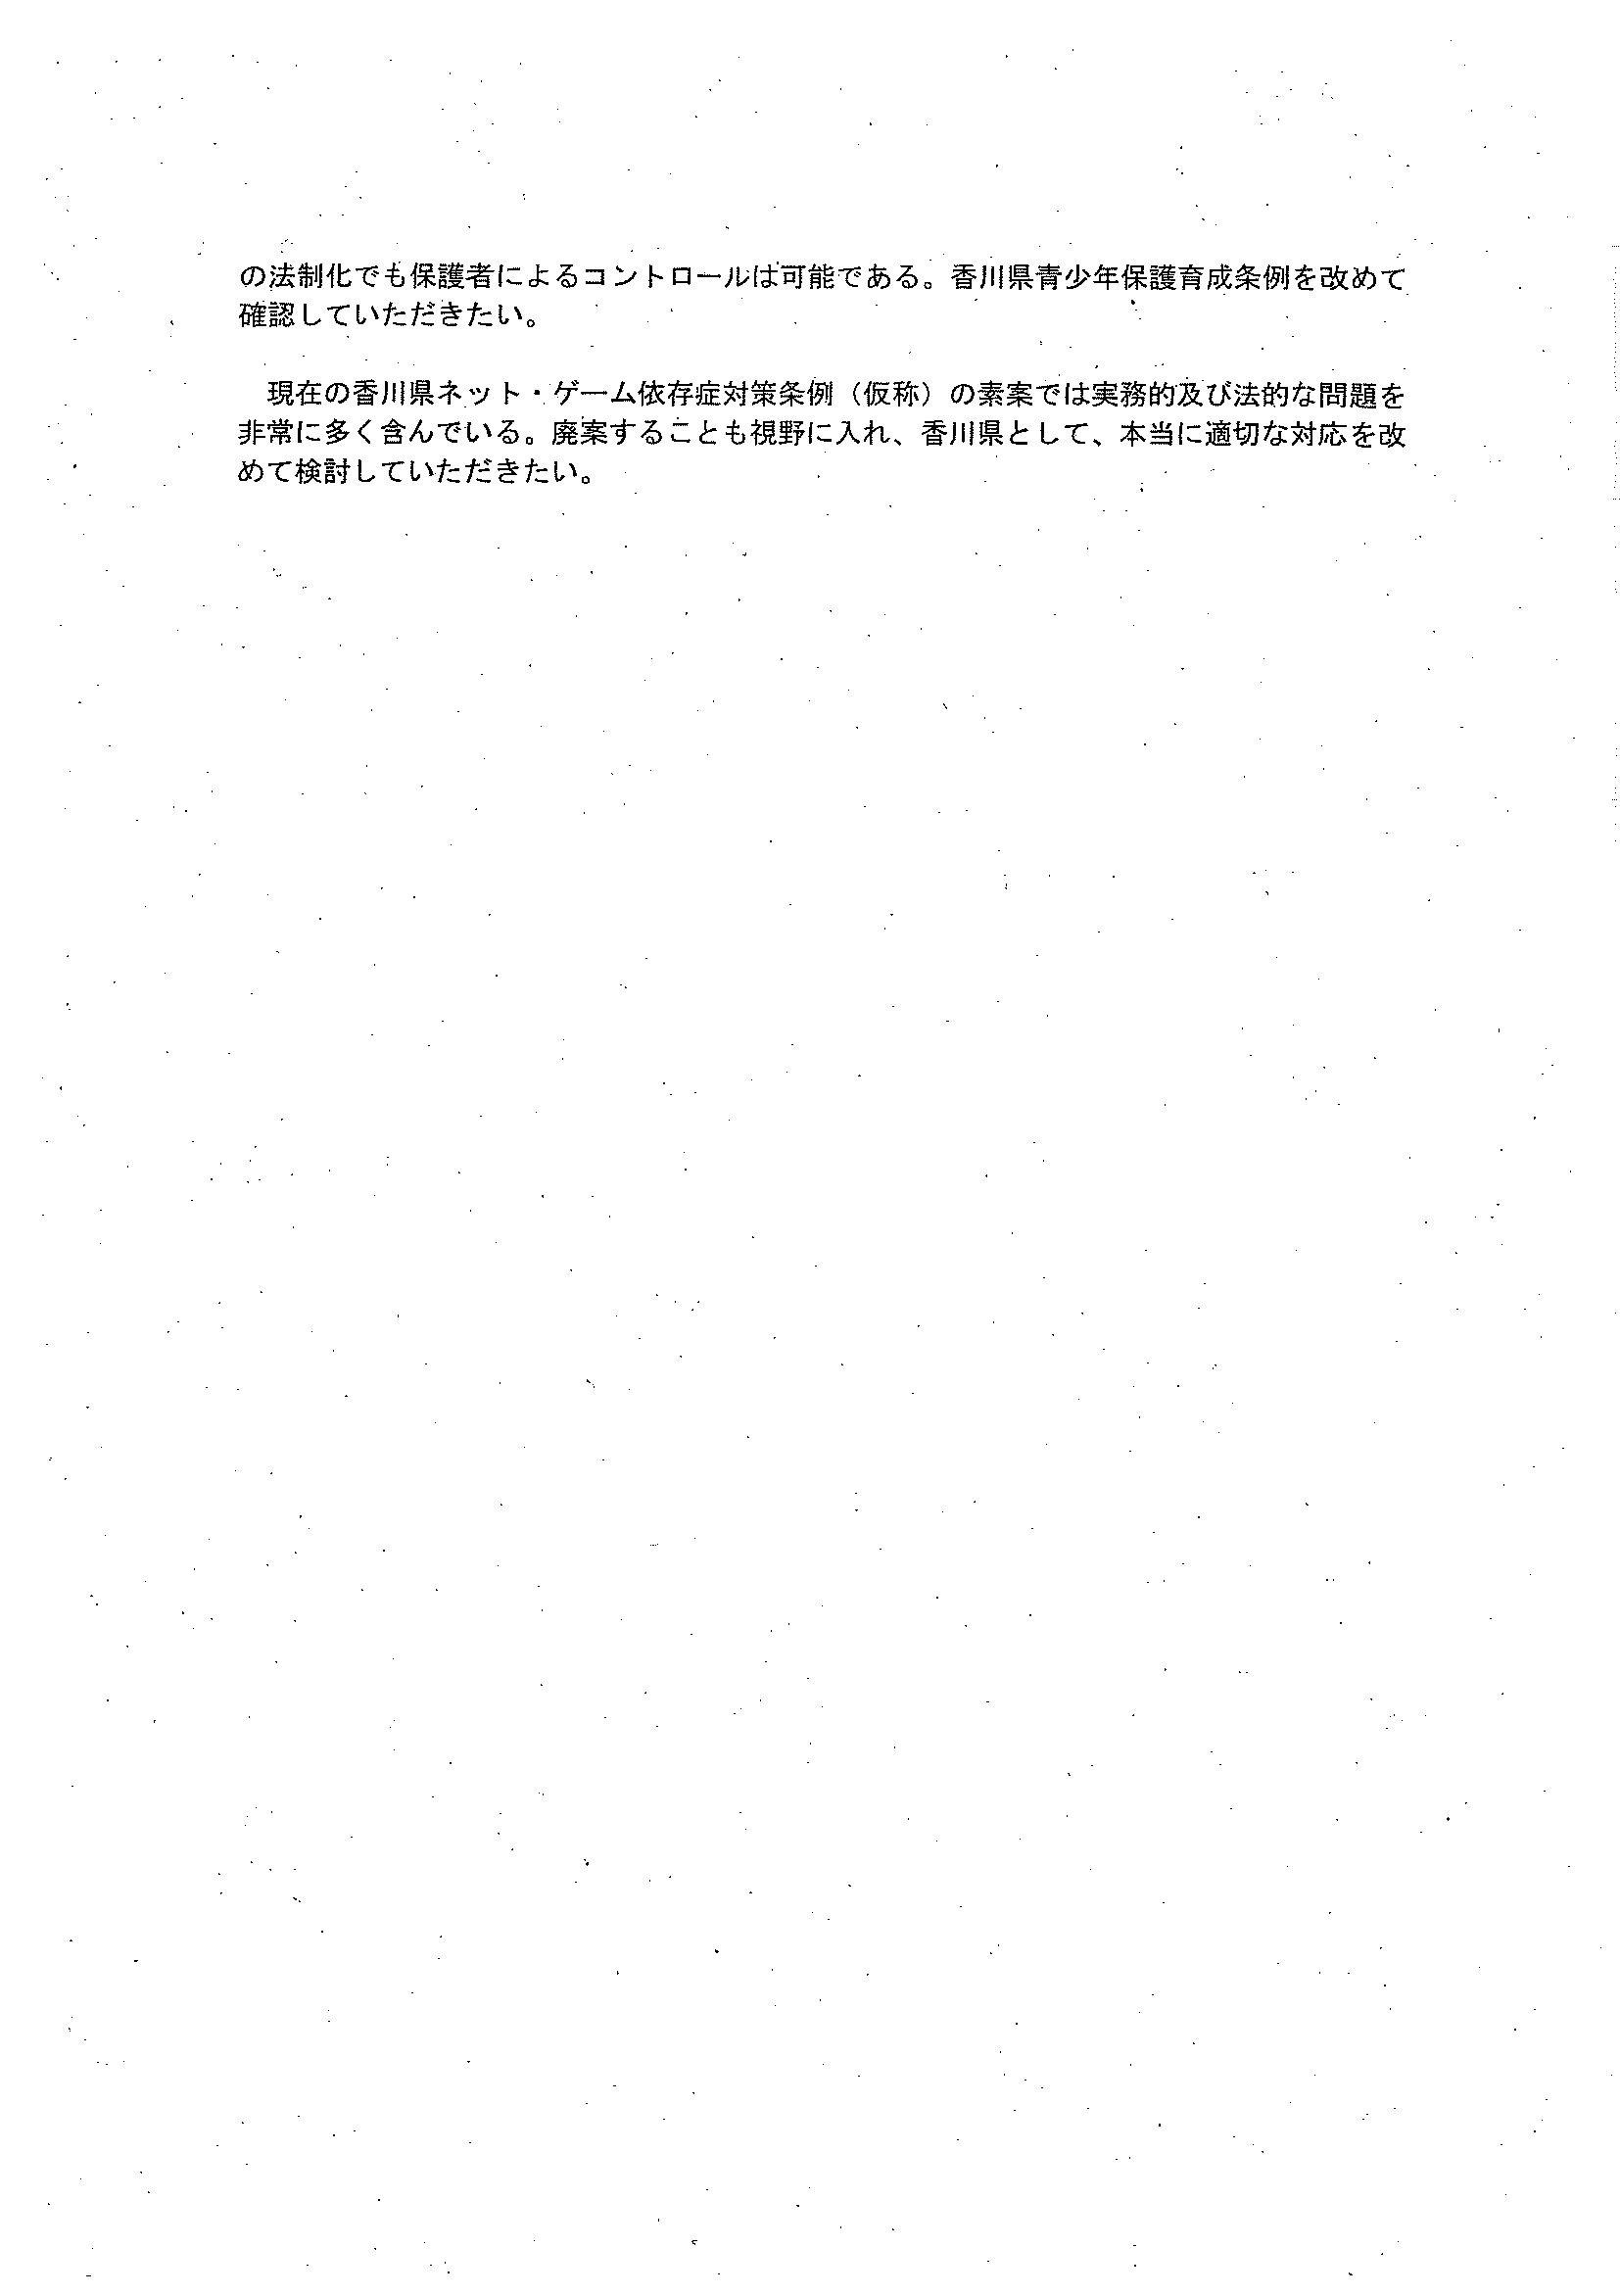 の法制化でも保護者によるコントロールは可能である。香川県青少年保護育成条例を改めて
確認していただきたい。
　現在の香川県ネット・ゲーム依存症対策条例（仮称）の素案では実務的及び法的な問題を
非常に多く含んでいる。廃案することも視野に入れ、香川県として、本当に適切な対応を改
めて検討していただきたい。